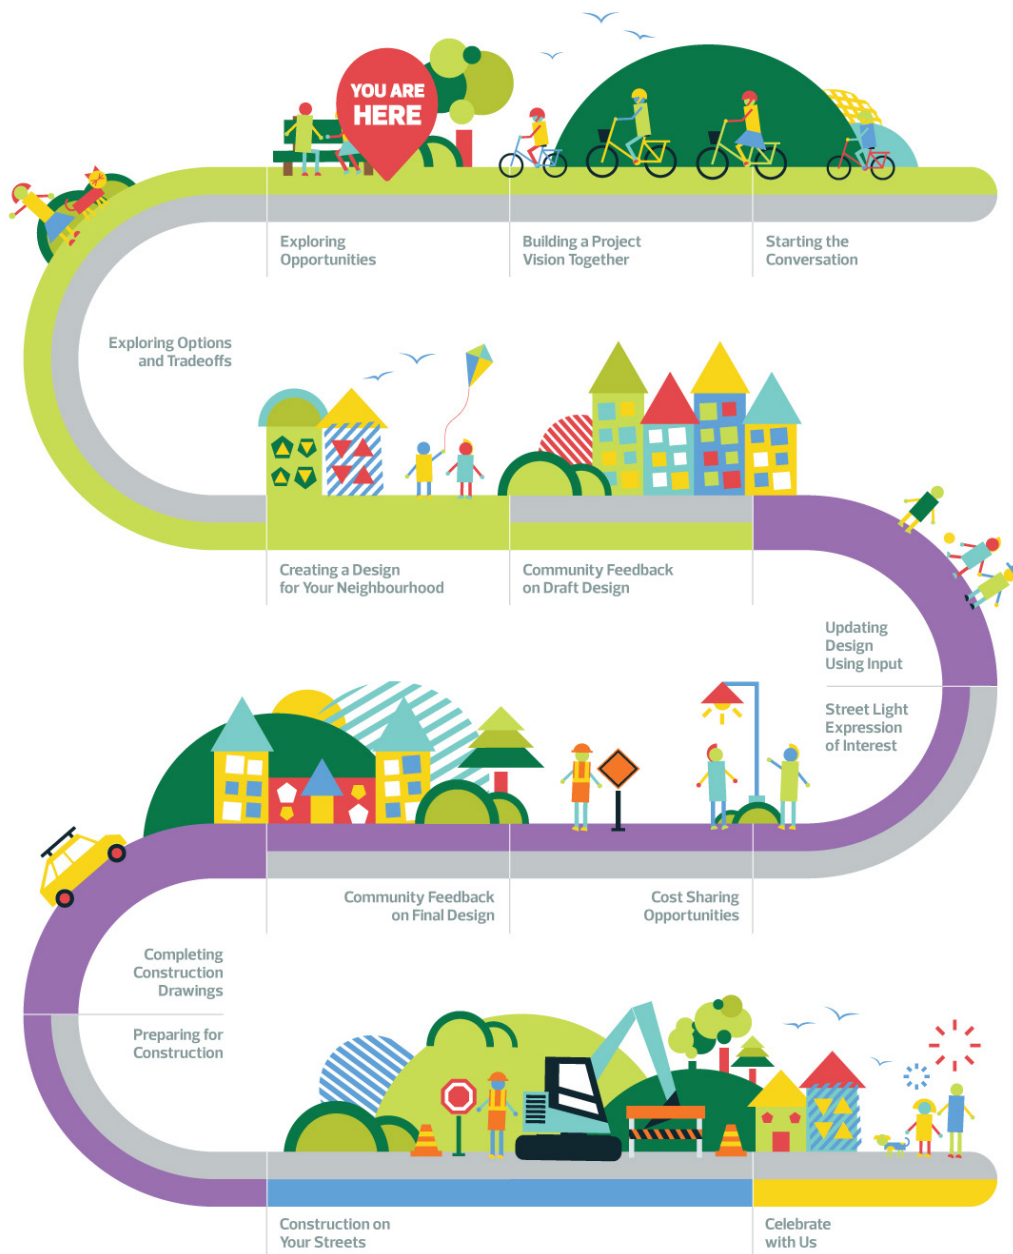 YOU ARE
HERE
Exploring
Opportunities
Building a Project
Vision Together
Starting the
Conversation
Exploring Options
and Tradeoffs
Creating a Design
for Your Neighbourhood
Community Feedback
on Draft Design
Updating
Design
Using Input
Street Light
Expression
of Interest
Community Feedback
on Final Design
Cost Sharing
Opportunities
Completing
Construction
Drawings
Preparing for
Construction
Construction on
Your Streets
Celebrate
with Us